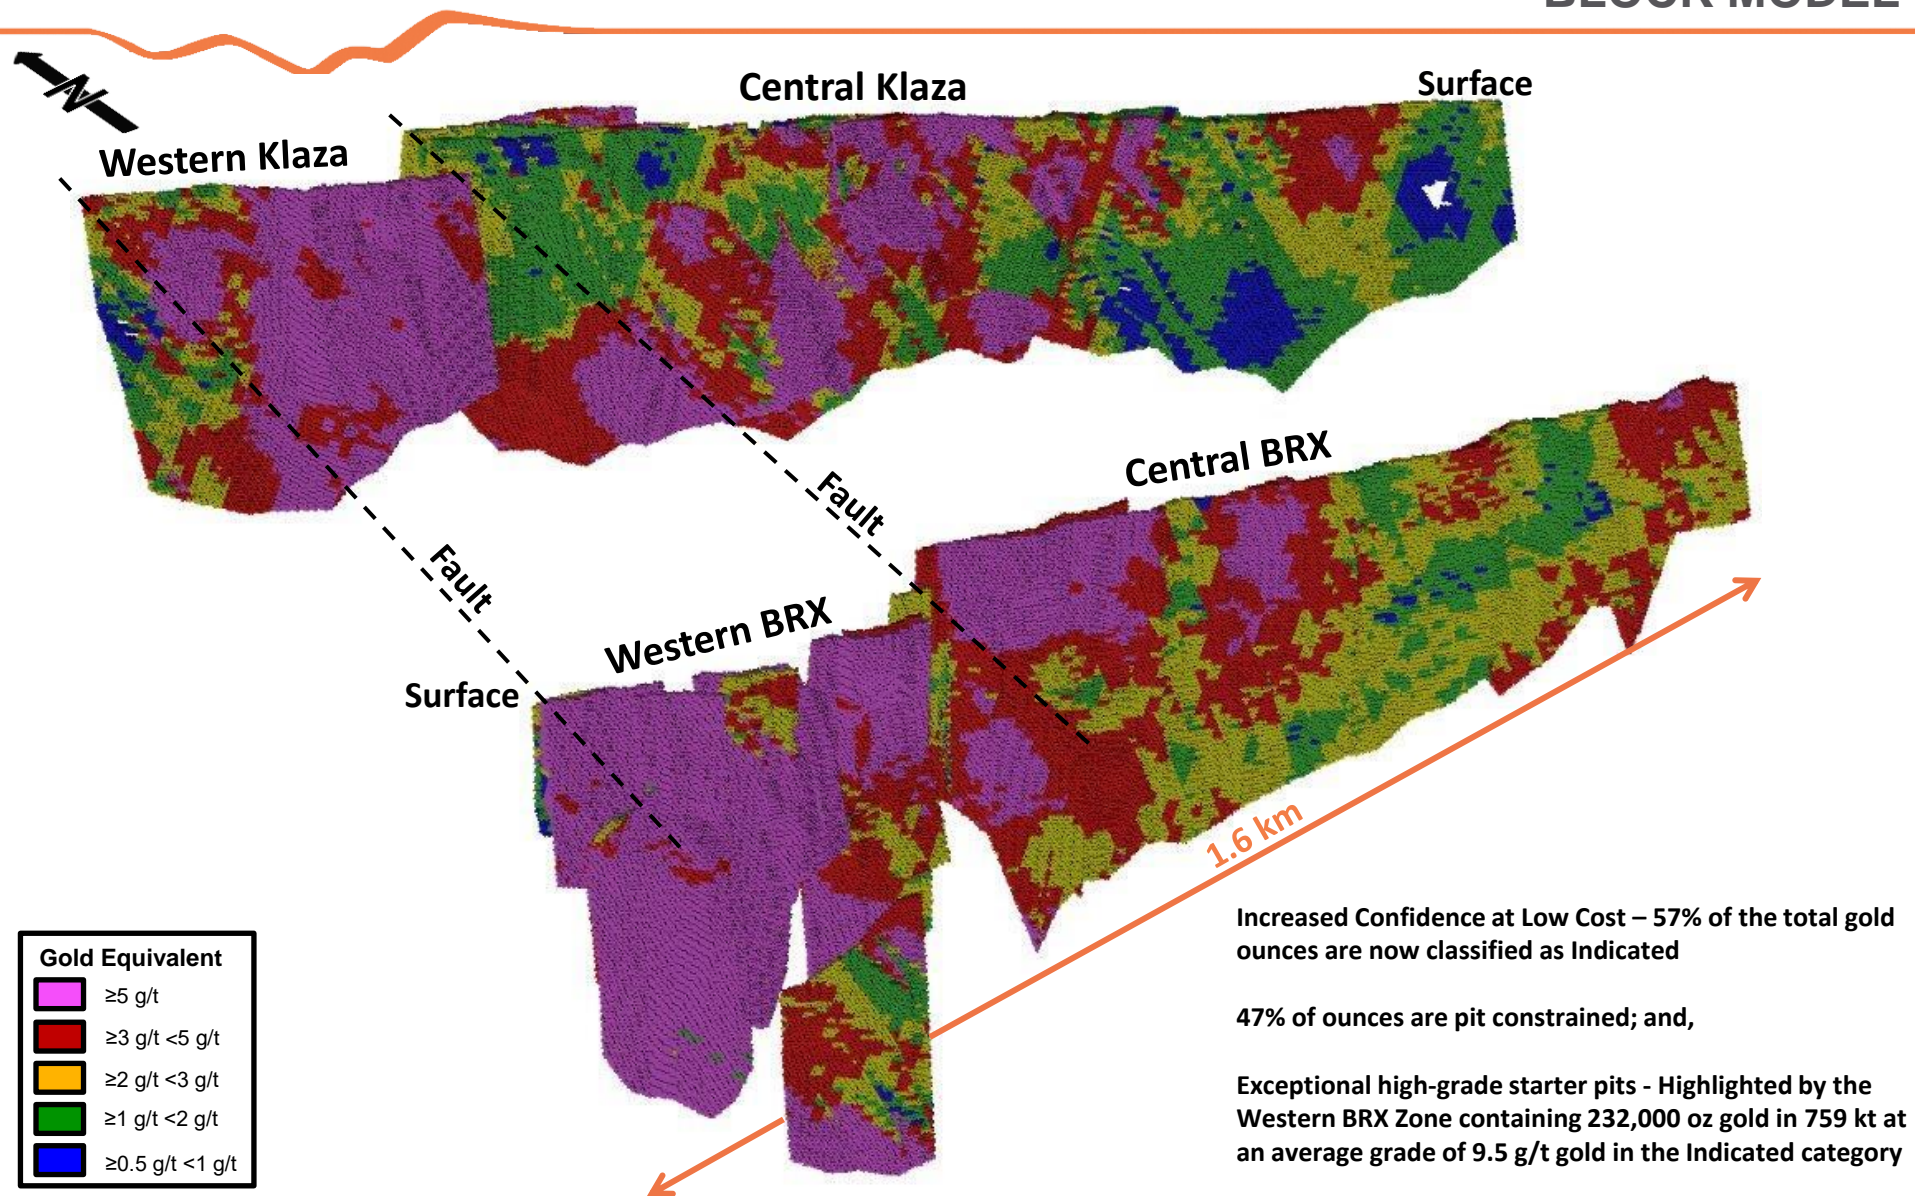 BLOCK MODEL
N
Central Klaza
Surface
Western Klaza
Fault
Central BRX
Fault
Western BRX
Surface
1.6 km
Increased Confidence at Low Cost – 57% of the total gold
ounces are now classified as Indicated
47% of ounces are pit constrained; and,
Exceptional high-grade starter pits - Highlighted by the
Western BRX Zone containing 232,000 oz gold in 759 kt at
an average grade of 9.5 g/t gold in the Indicated category
Gold Equivalent
≥5 g/t
≥3 g/t <5 g/t
≥2 g/t <3 g/t
≥1 g/t <2 g/t
≥0.5 g/t <1 g/t